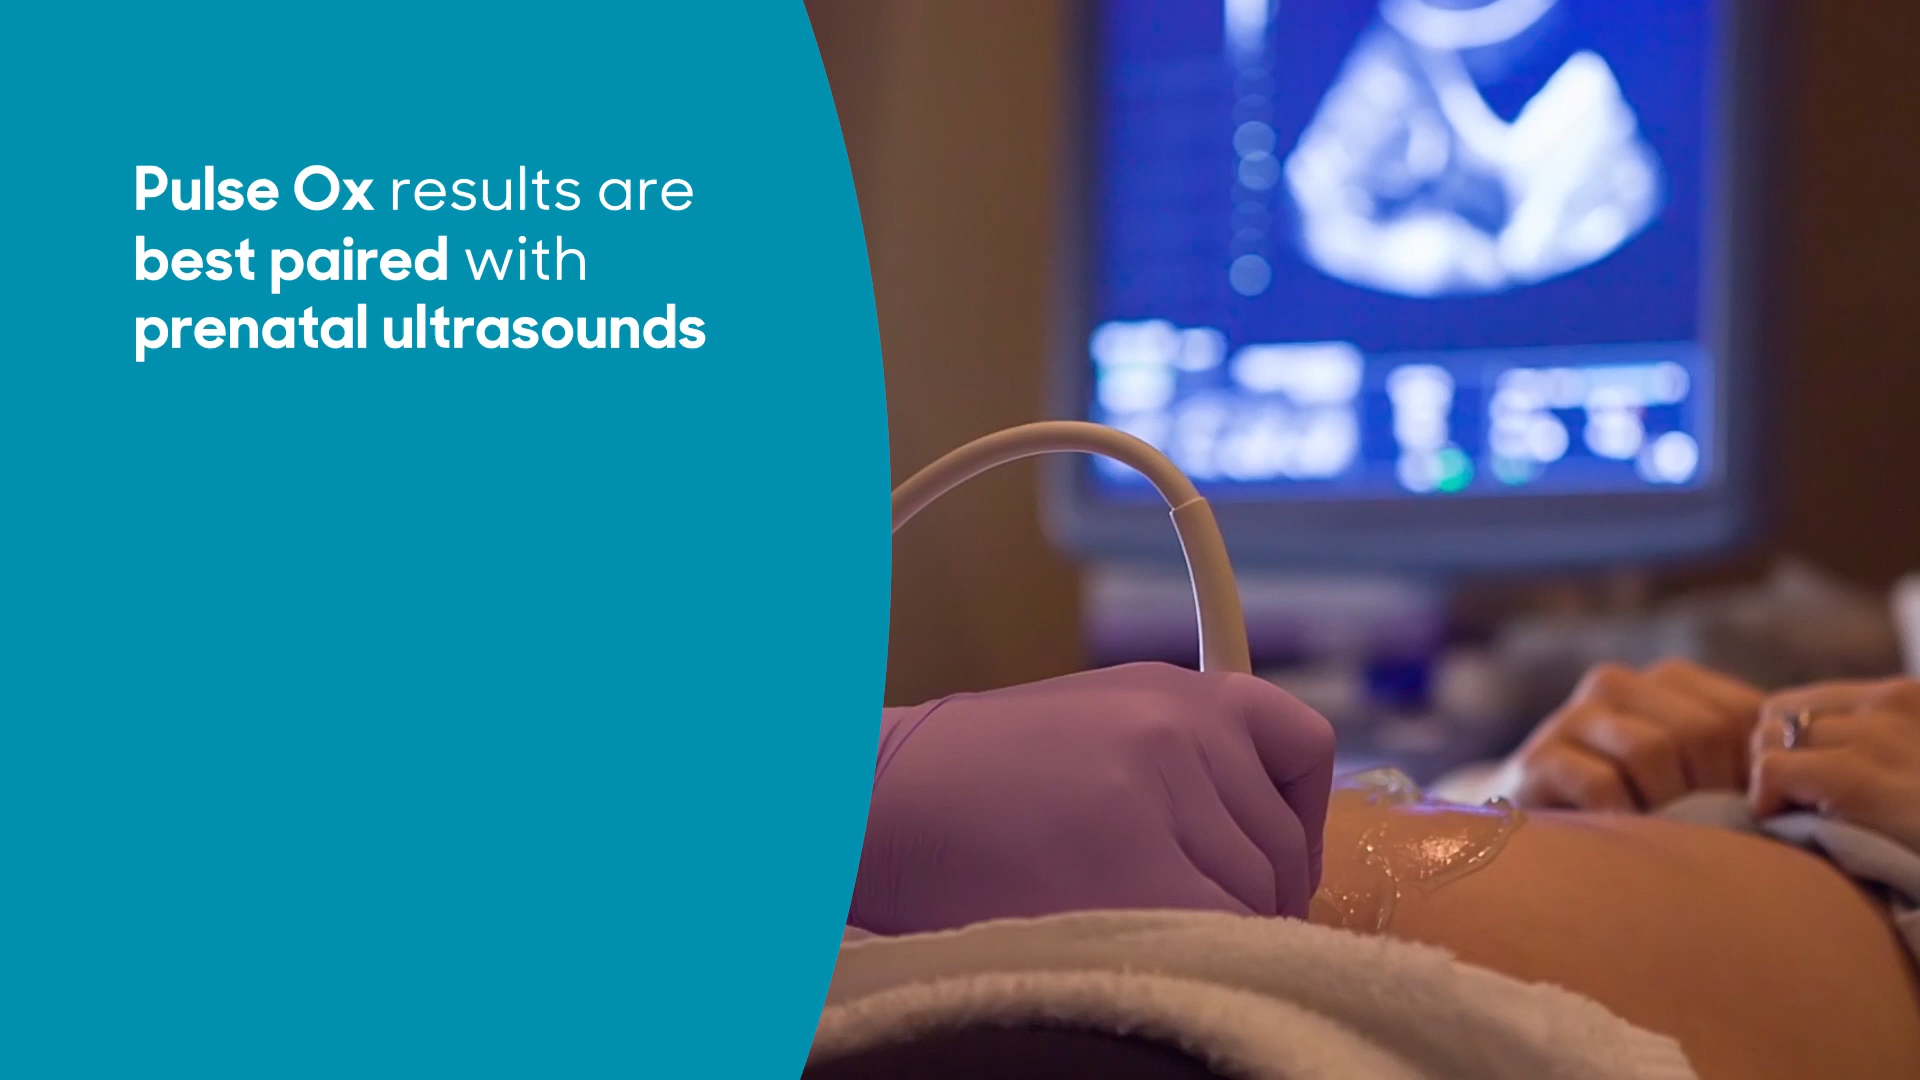 Pulse Ox results are
best paired with
prenatal ultrasounds